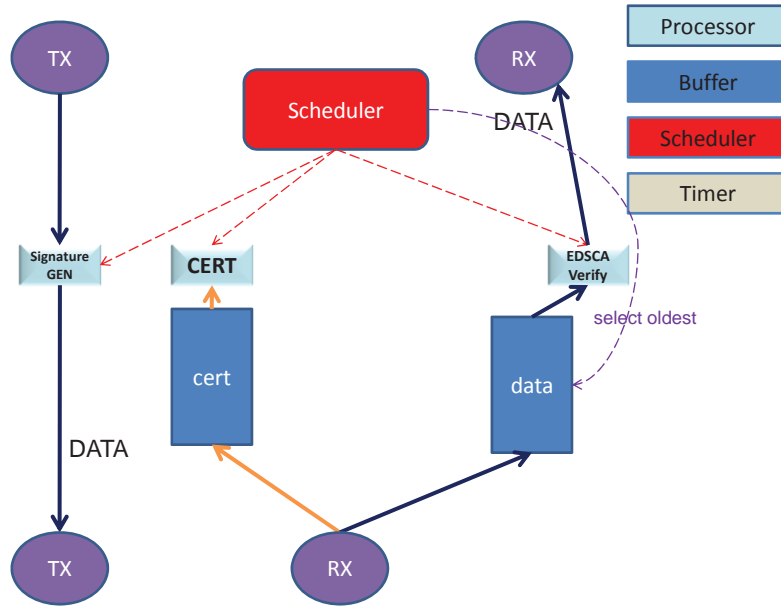 TX
RX
Processor
Scheduler
DATA
Buffer
Scheduler
Timer
Signature
GEN
CERT
EDSCA
Verify
select oldest
cert
data
DATA
TX
RX